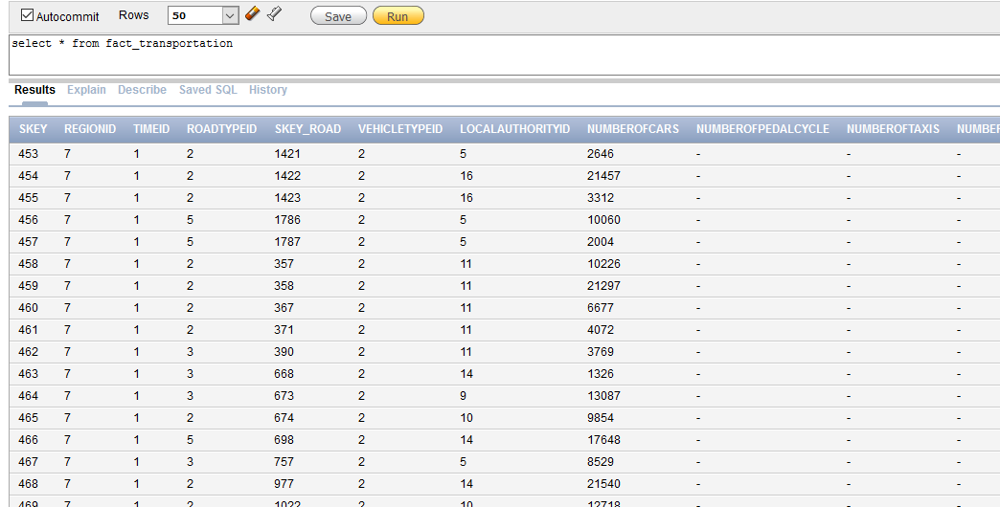 Autocommit Rows 50 Save Run
select * from fact_transportation
Results Explain Describe Saved SQL History
SKEY REGIONID TIMEID ROADTYPEID SKEY_ROAD VEHICLETYPEID LOCALAUTHORITYID NUMBEROFCARS NUMBEROFPEDALCYCLE NUMBEROFTAXIS NUMBER
453 7 1 2 1421 2 5 2646 - - -
454 7 1 2 1422 2 16 21457 - - -
455 7 1 2 1423 2 16 3312 - - -
456 7 1 5 1786 2 5 10060 - - -
457 7 1 5 1787 2 5 2004 - - -
458 7 1 2 357 2 11 10226 - - -
459 7 1 2 358 2 11 21297 - - -
460 7 1 2 367 2 11 6677 - - -
461 7 1 2 371 2 11 4072 - - -
462 7 1 3 390 2 11 3769 - - -
463 7 1 3 668 2 14 1326 - - -
464 7 1 3 673 2 9 13087 - - -
465 7 1 2 674 2 10 9854 - - -
466 7 1 5 698 2 14 17648 - - -
467 7 1 3 757 2 5 8529 - - -
468 7 1 2 977 2 14 21540 - - -
469 7 1 2 1022 2 10 12718 - - -